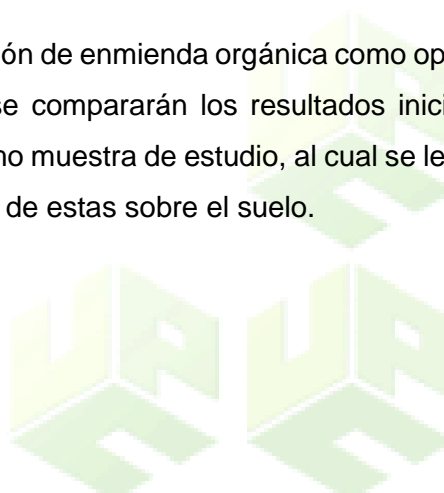 ión de enmienda orgánica como op
se compararán los resultados inici
no muestra de estudio, al cual se le
de estas sobre el suelo.